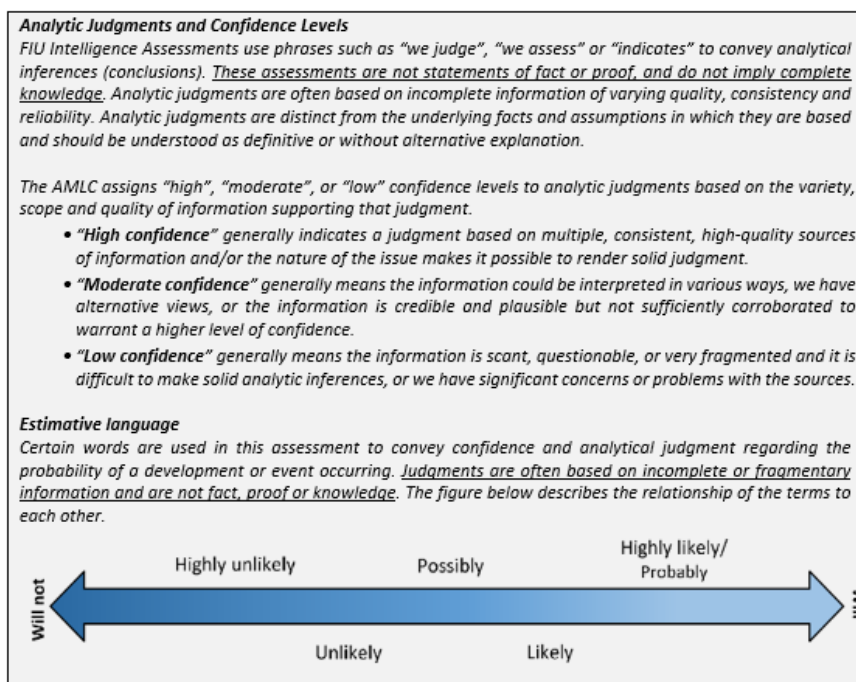 Analytic Judgments and Confidence Levels
FIU Intelligence Assessments use phrases such as “we judge”, “we assess” or “indicates” to convey analytical
inferences (conclusions). These assessments are not statements of fact or proof, and do not imply complete
knowledge. Analytic judgments are often based on incomplete information of varying quality, consistency and
reliability. Analytic judgments are distinct from the underlying facts and assumptions in which they are based
and should be understood as definitive or without alternative explanation.
The AMLC assigns “high”, “moderate”, or “low” confidence levels to analytic judgments based on the variety,
scope and quality of information supporting that judgment.
• “High confidence” generally indicates a judgment based on multiple, consistent, high-quality sources
of information and/or the nature of the issue makes it possible to render solid judgment.
• “Moderate confidence” generally means the information could be interpreted in various ways, we have
alternative views, or the information is credible and plausible but not sufficiently corroborated to
warrant a higher level of confidence.
• “Low confidence” generally means the information is scant, questionable, or very fragmented and it is
difficult to make solid analytic inferences, or we have significant concerns or problems with the sources.
Estimative language
Certain words are used in this assessment to convey confidence and analytical judgment regarding the
probability of a development or event occurring. Judgments are often based on incomplete or fragmentary
information and are not fact, proof or knowledge. The figure below describes the relationship of the terms to
each other.
Highly likely/
Highly unlikely Possibly Probably
Will not
Will
Unlikely Likely